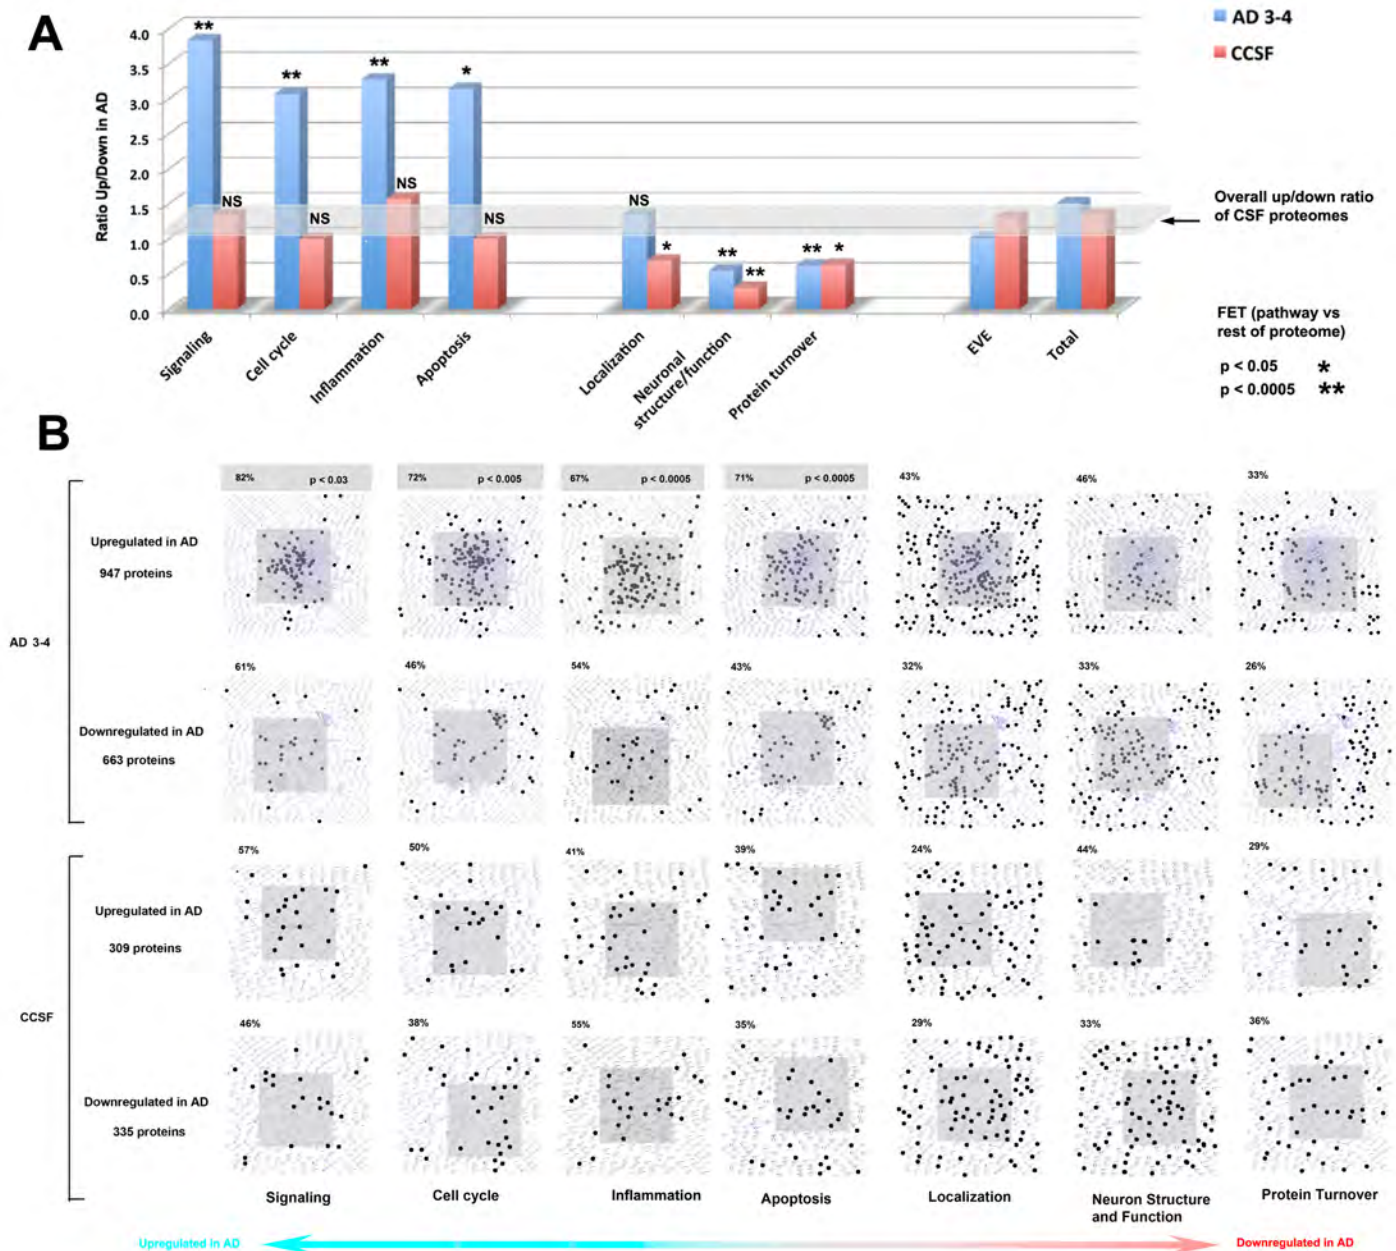 A
AD 3-4
CCSF
Ratio Up/Down in AD
4.0
3.5
3.0
2.5
2.0
1.5
1.0
0.5
0.0
**
NS
**
NS
**
NS
*
NS
NS
*
**
**
**
*
Signaling
Cell cycle
Inflammation
Apoptosis
Localization
Neuronal
structure/function
Protein turnover
EVE
Total
Overall up/down ratio
of CSF proteomes
FET (pathway vs
rest of proteome)
p < 0.05 *
p < 0.0005 **
B
82% p < 0.03
72% p < 0.005
67% p < 0.0005
71% p < 0.0005
43%
46%
33%
Upregulated in AD
947 proteins
AD 3-4
61%
46%
54%
43%
32%
33%
26%
Downregulated in AD
663 proteins
57%
50%
41%
39%
24%
44%
29%
Upregulated in AD
309 proteins
CCSF
46%
38%
55%
35%
29%
33%
36%
Downregulated in AD
335 proteins
Signaling
Cell cycle
Inflammation
Apoptosis
Localization
Neuron Structure
and Function
Protein Turnover
Upregulated in AD
Downregulated in AD